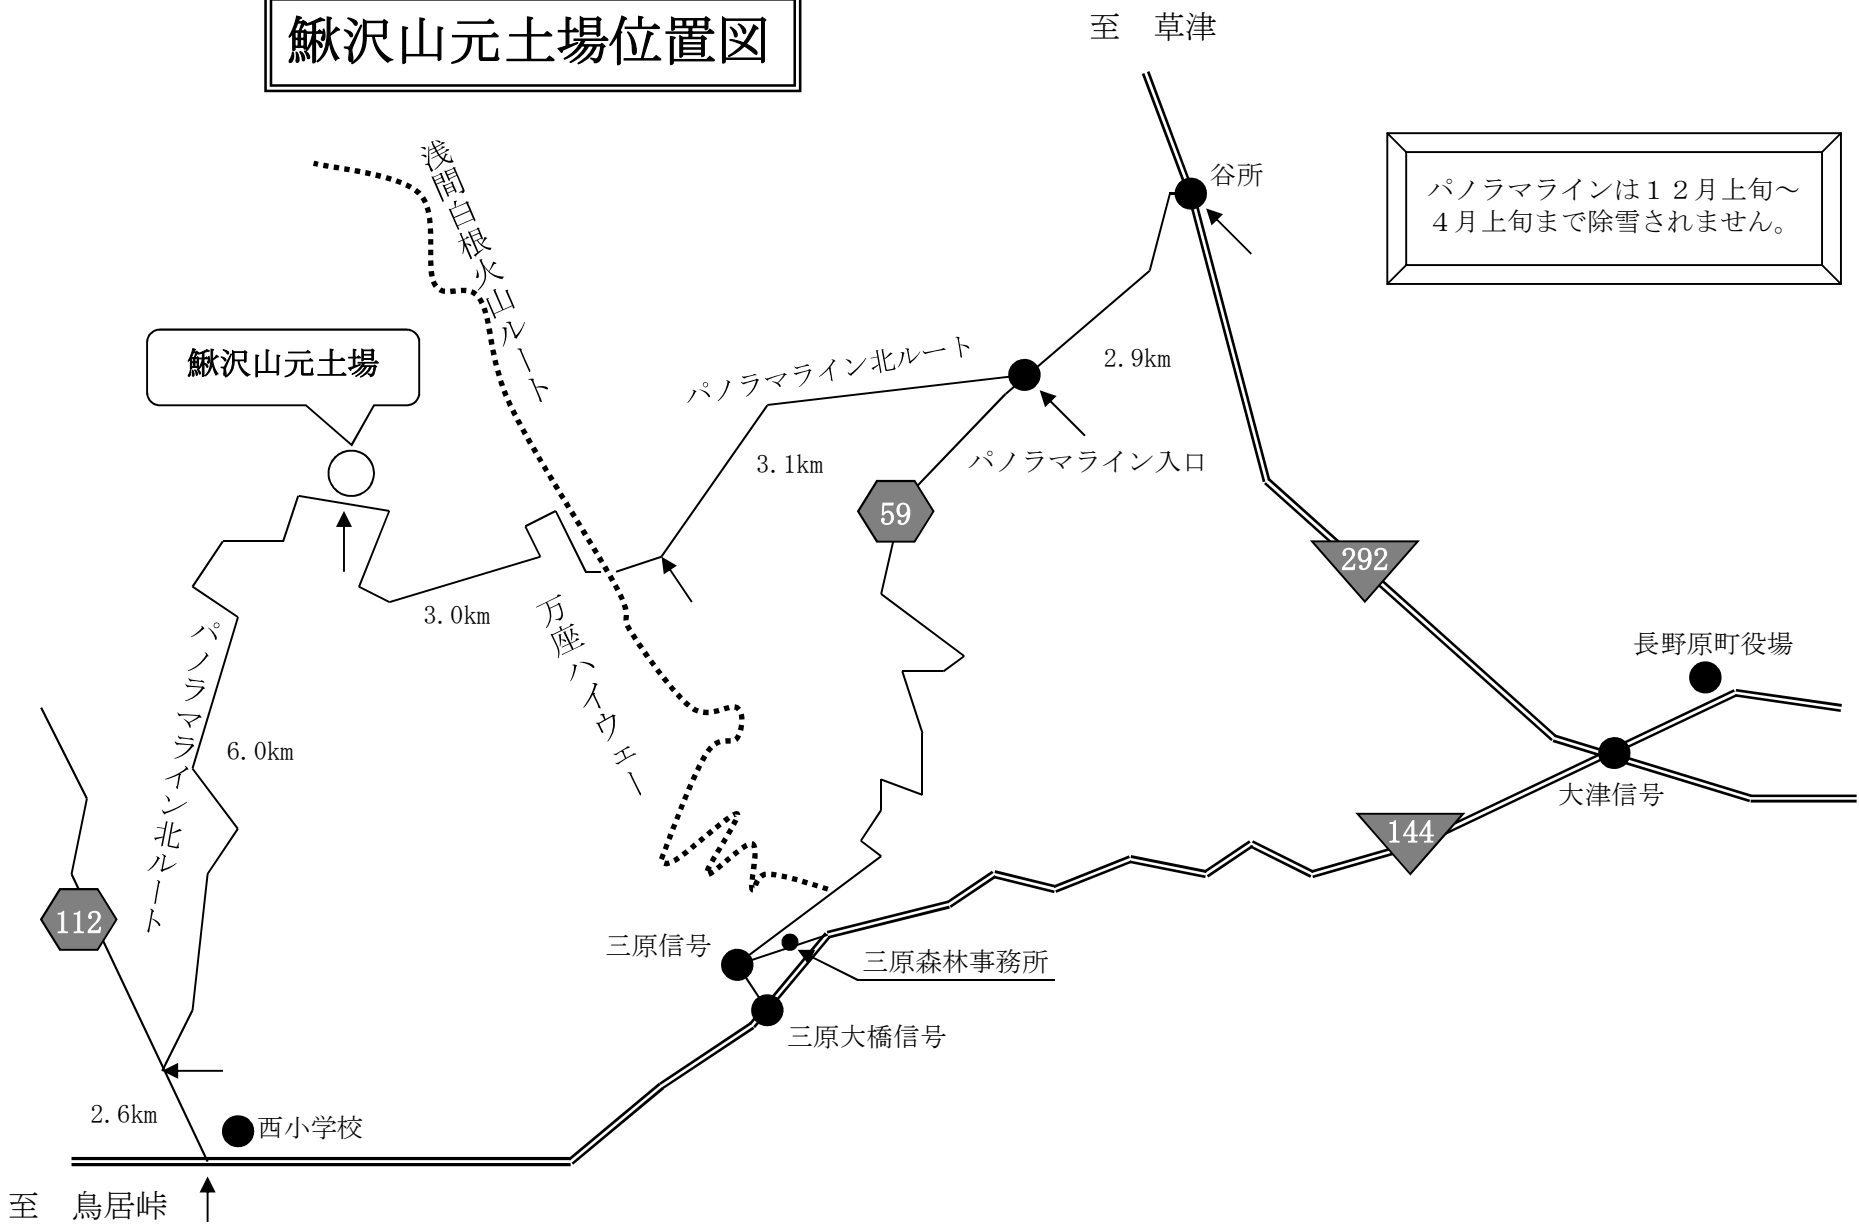 鰍沢山元土場位置図
至　草津
谷所
パノラマラインは１２月上旬～
４月上旬まで除雪されません。
浅間白根火山ルート
鰍沢山元土場
パノラマライン北ルート
2.9km
3.1km
パノラマライン入口
59
292
3.0km
万座ハイウェー
パノラマライン北ルート
長野原町役場
6.0km
大津信号
144
112
三原信号
三原森林事務所
三原大橋信号
2.6km
西小学校
至　鳥居峠